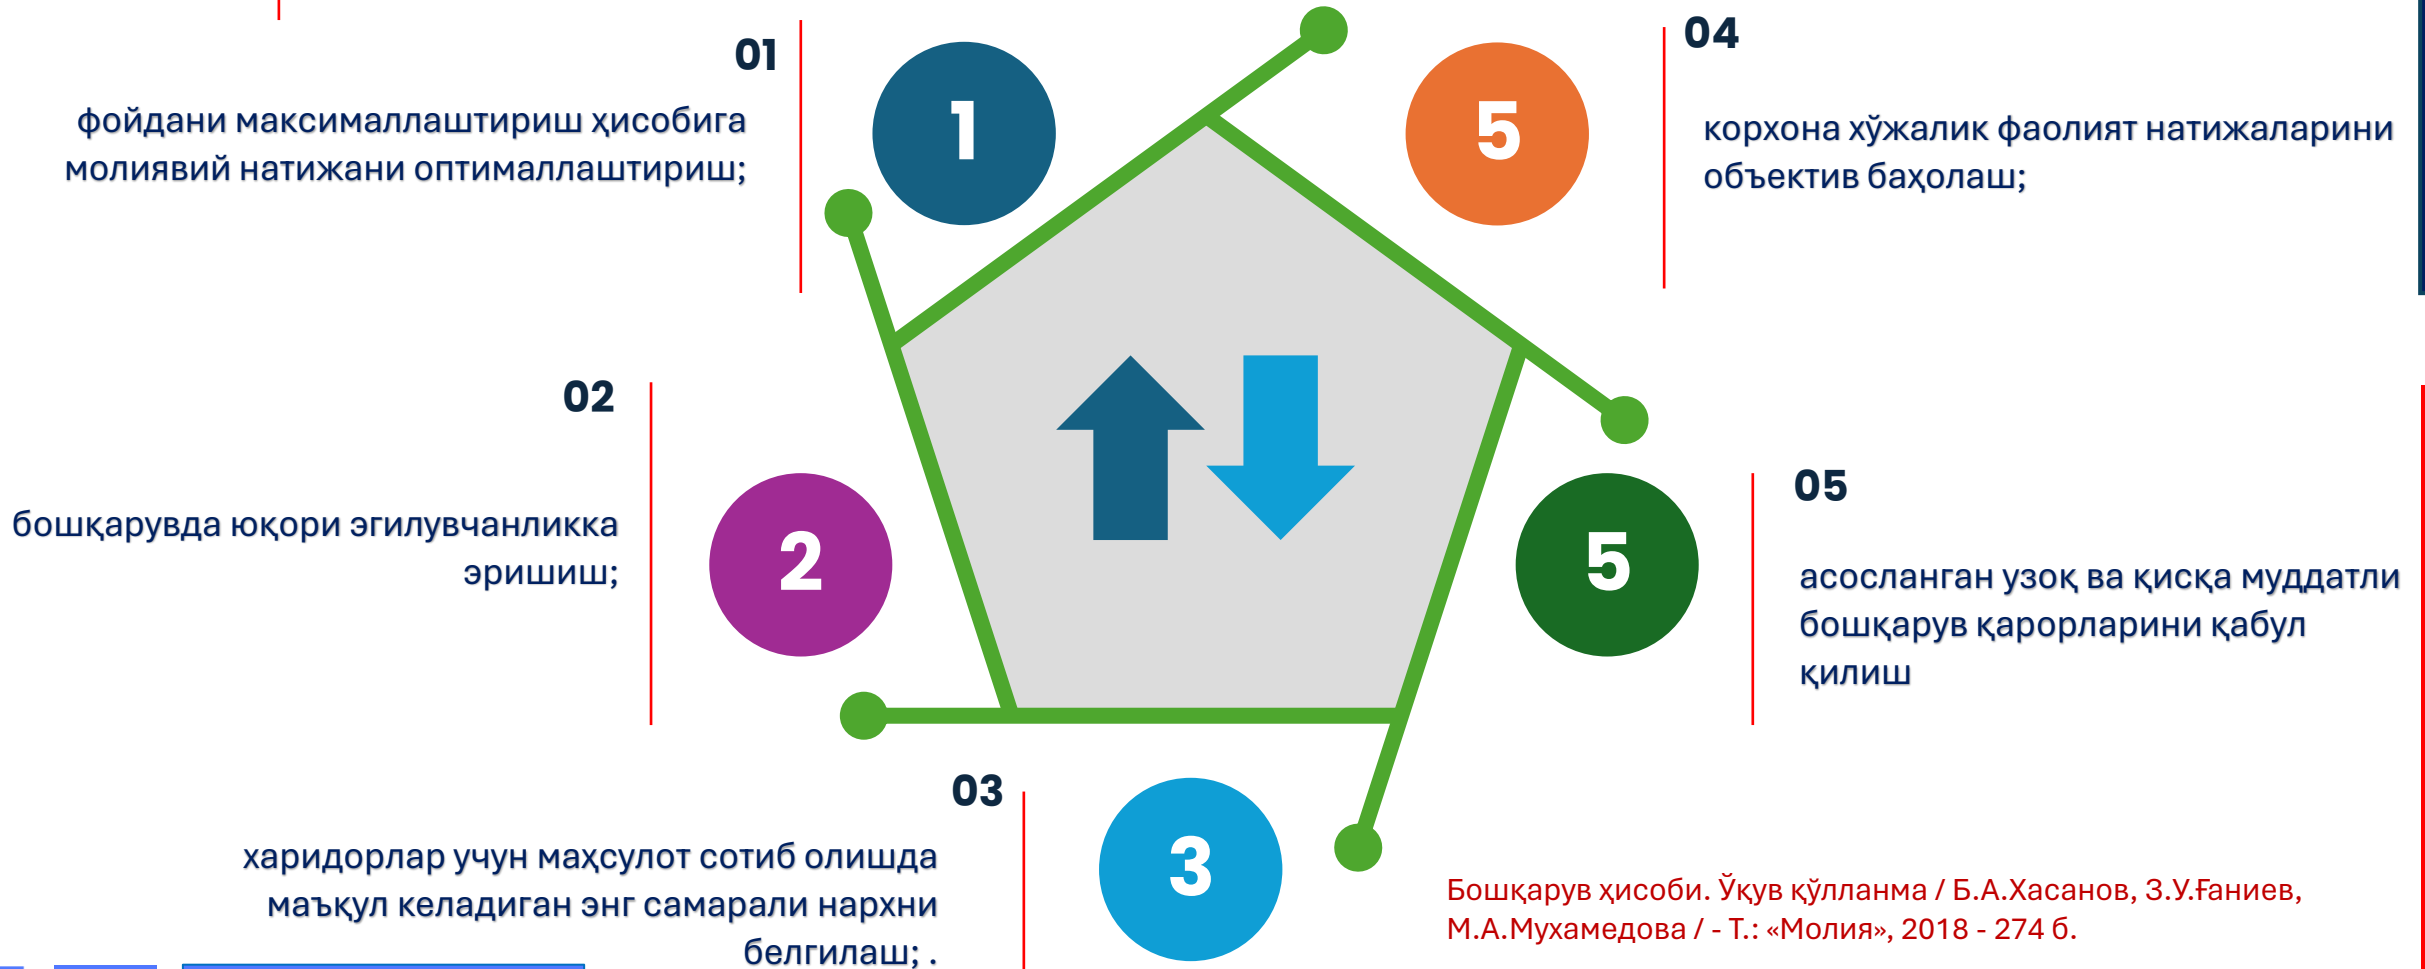 01
1
фойдани максималлаштириш ҳисобига
молиявий натижани оптималлаштириш;
02
бошқарувда юқори эгилувчанликка
эришиш;
2
03
харидорлар учун маҳсулот сотиб олишда
маъқул келадиган энг самарали нархни
белгилаш; .
3
04
5
корхона хўжалик фаолият натижаларини
объектив баҳолаш;
05
5
асосланган узоқ ва қисқа муддатли
бошқарув қарорларини қабул
қилиш
Бошқарув ҳисоби. Ўқув қўлланма / Б.А.Хасанов, З.У.Ғаниев,
М.А.Мухамедова / - Т.: «Молия», 2018 - 274 б.